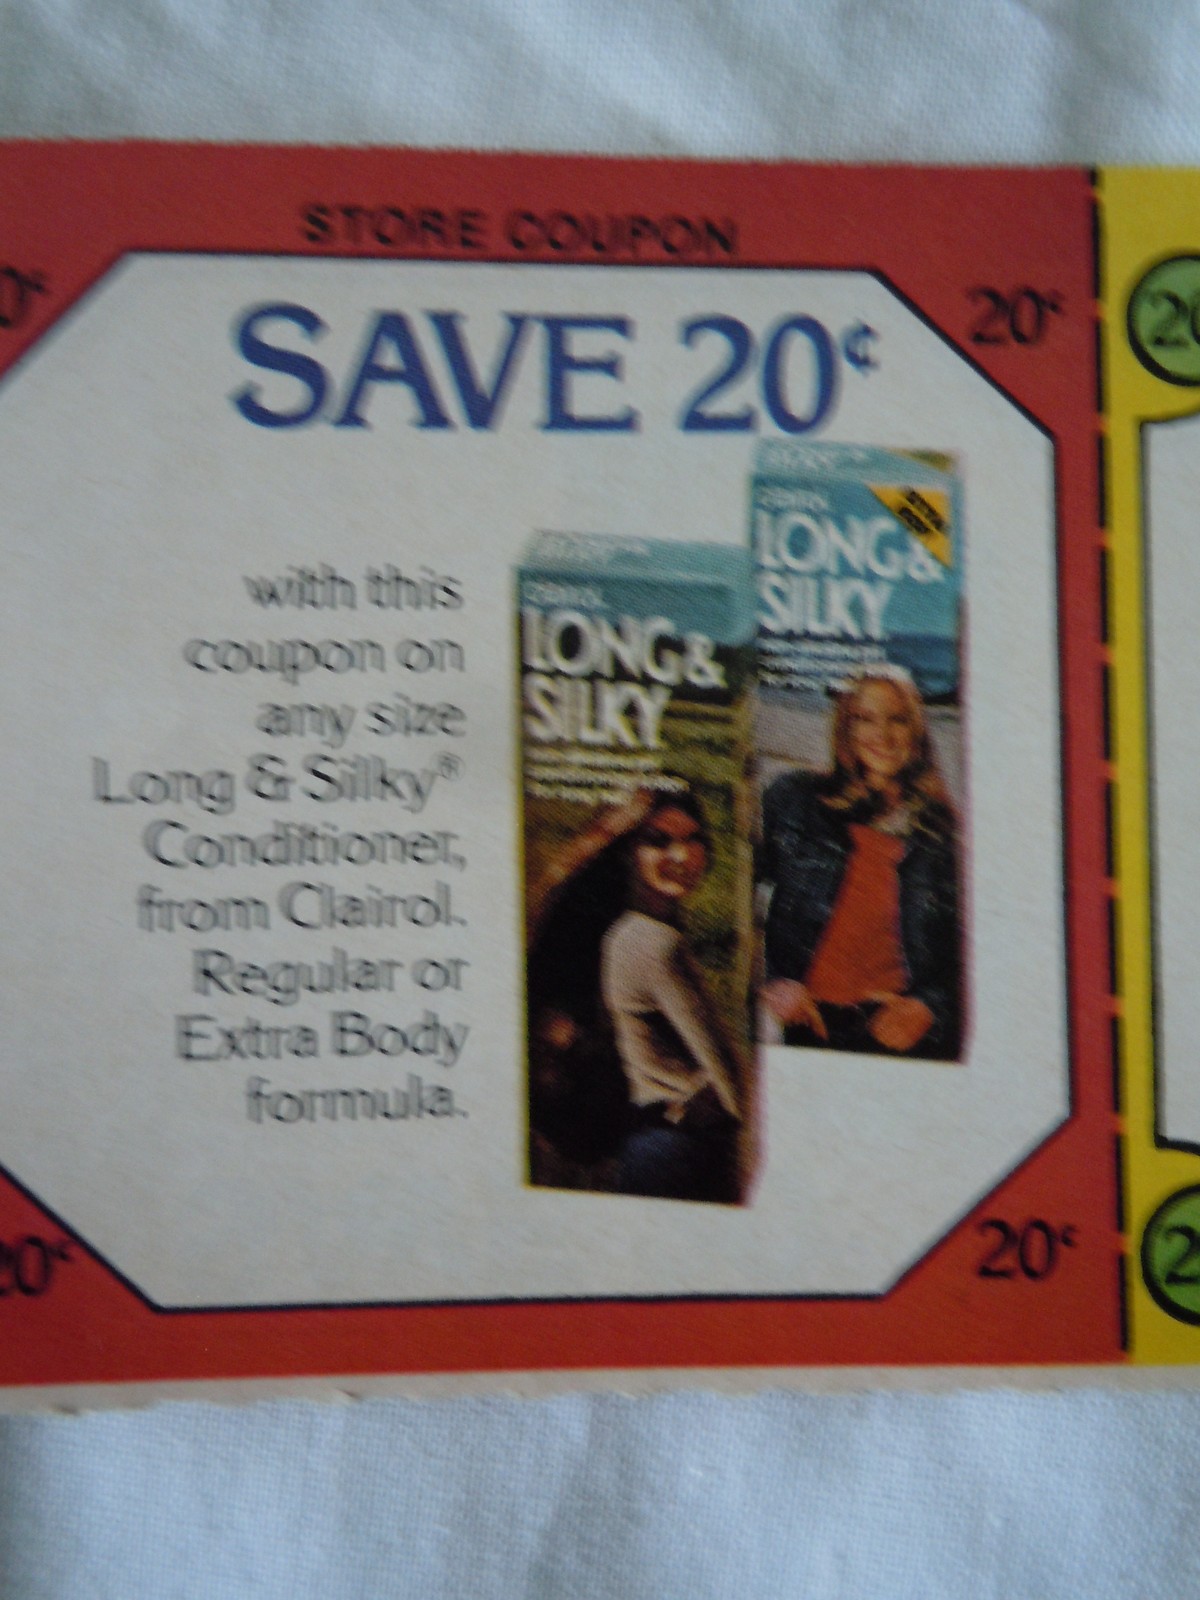 STORE COUPON
20¢
SAVE 20¢
with this
coupon on
any size
Long & Silky®
Conditioner,
from Clairol.
Regular or
Extra Body
formula.
LONG &
SILKY
LONG &
SILKY
20¢
20¢